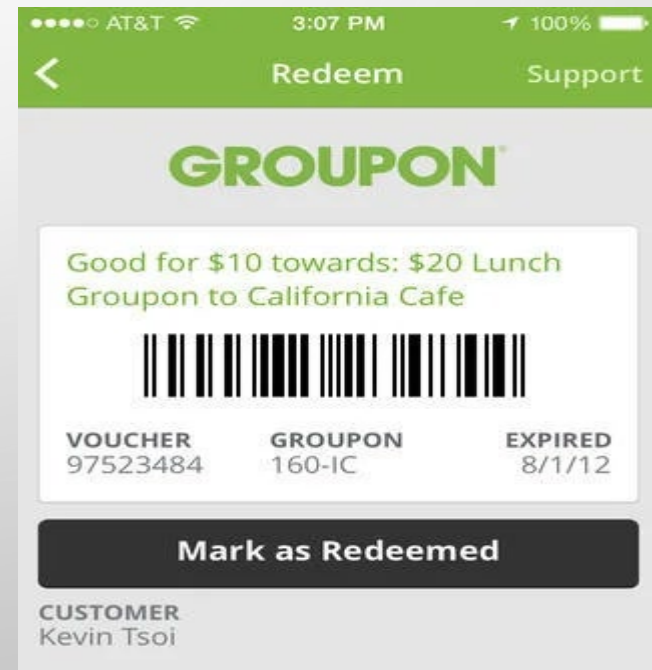 AT&T 3:07 PM 100%
Redeem Support
GROUPON
Good for $10 towards: $20 Lunch
Groupon to California Cafe
VOUCHER GROUPON EXPIRED
97523484 160-IC 8/1/12
Mark as Redeemed
CUSTOMER
Kevin Tsoi